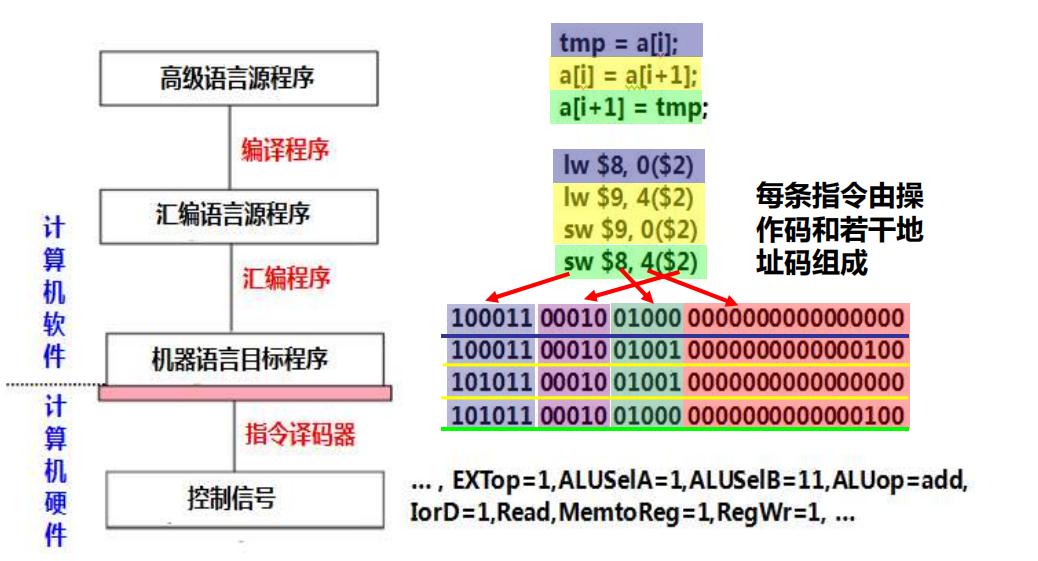 高级语言源程序
编译程序
汇编语言源程序
汇编程序
机器语言目标程序
指令译码器
控制信号
计算机软件
计算机硬件
tmp = a[i];
a[i] = a[i+1];
a[i+1] = tmp;
lw $8, 0($2)
lw $9, 4($2)
sw $9, 0($2)
sw $8, 4($2)
每条指令由操
作码和若干地
址码组成
100011 00010 01000 0000000000000000
100011 00010 01001 0000000000000100
101011 00010 01001 0000000000000000
101011 00010 01000 0000000000000100
... , EXTop=1,ALUSelA=1,ALUSelB=11,ALUop=add,
IorD=1,Read,MemtoReg=1,RegWr=1, ...